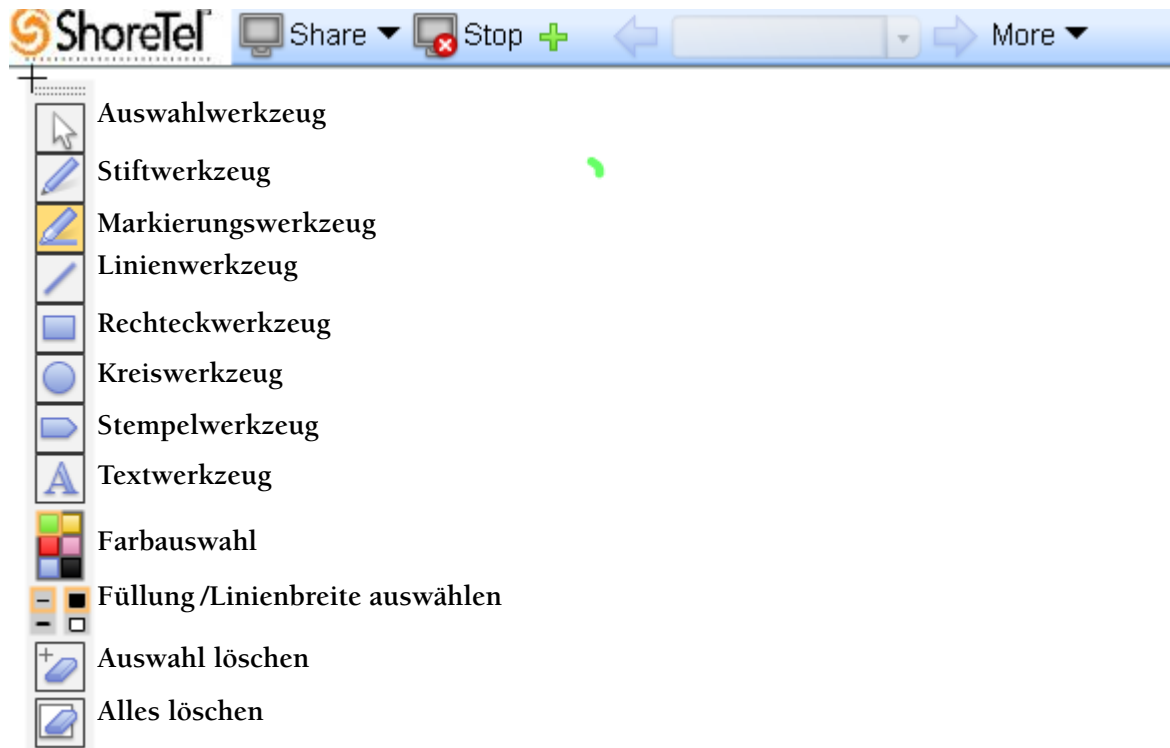 ShoreTel Share Stop More
Auswahlwerkzeug
Stiftwerkzeug
Markierungswerkzeug
Linienwerkzeug
Rechteckwerkzeug
Kreiswerkzeug
Stempelwerkzeug
A Textwerkzeug
Farbauswahl
Füllung /Linienbreite auswählen
Auswahl löschen
Alles löschen